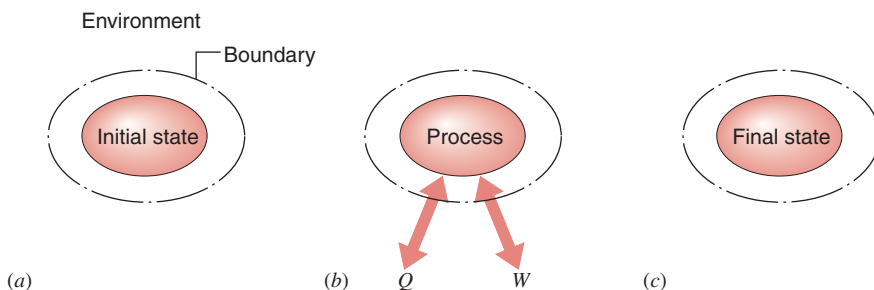 Environment
Boundary
Initial state
Process
Final state
(a)
(b)
Q
W
(c)